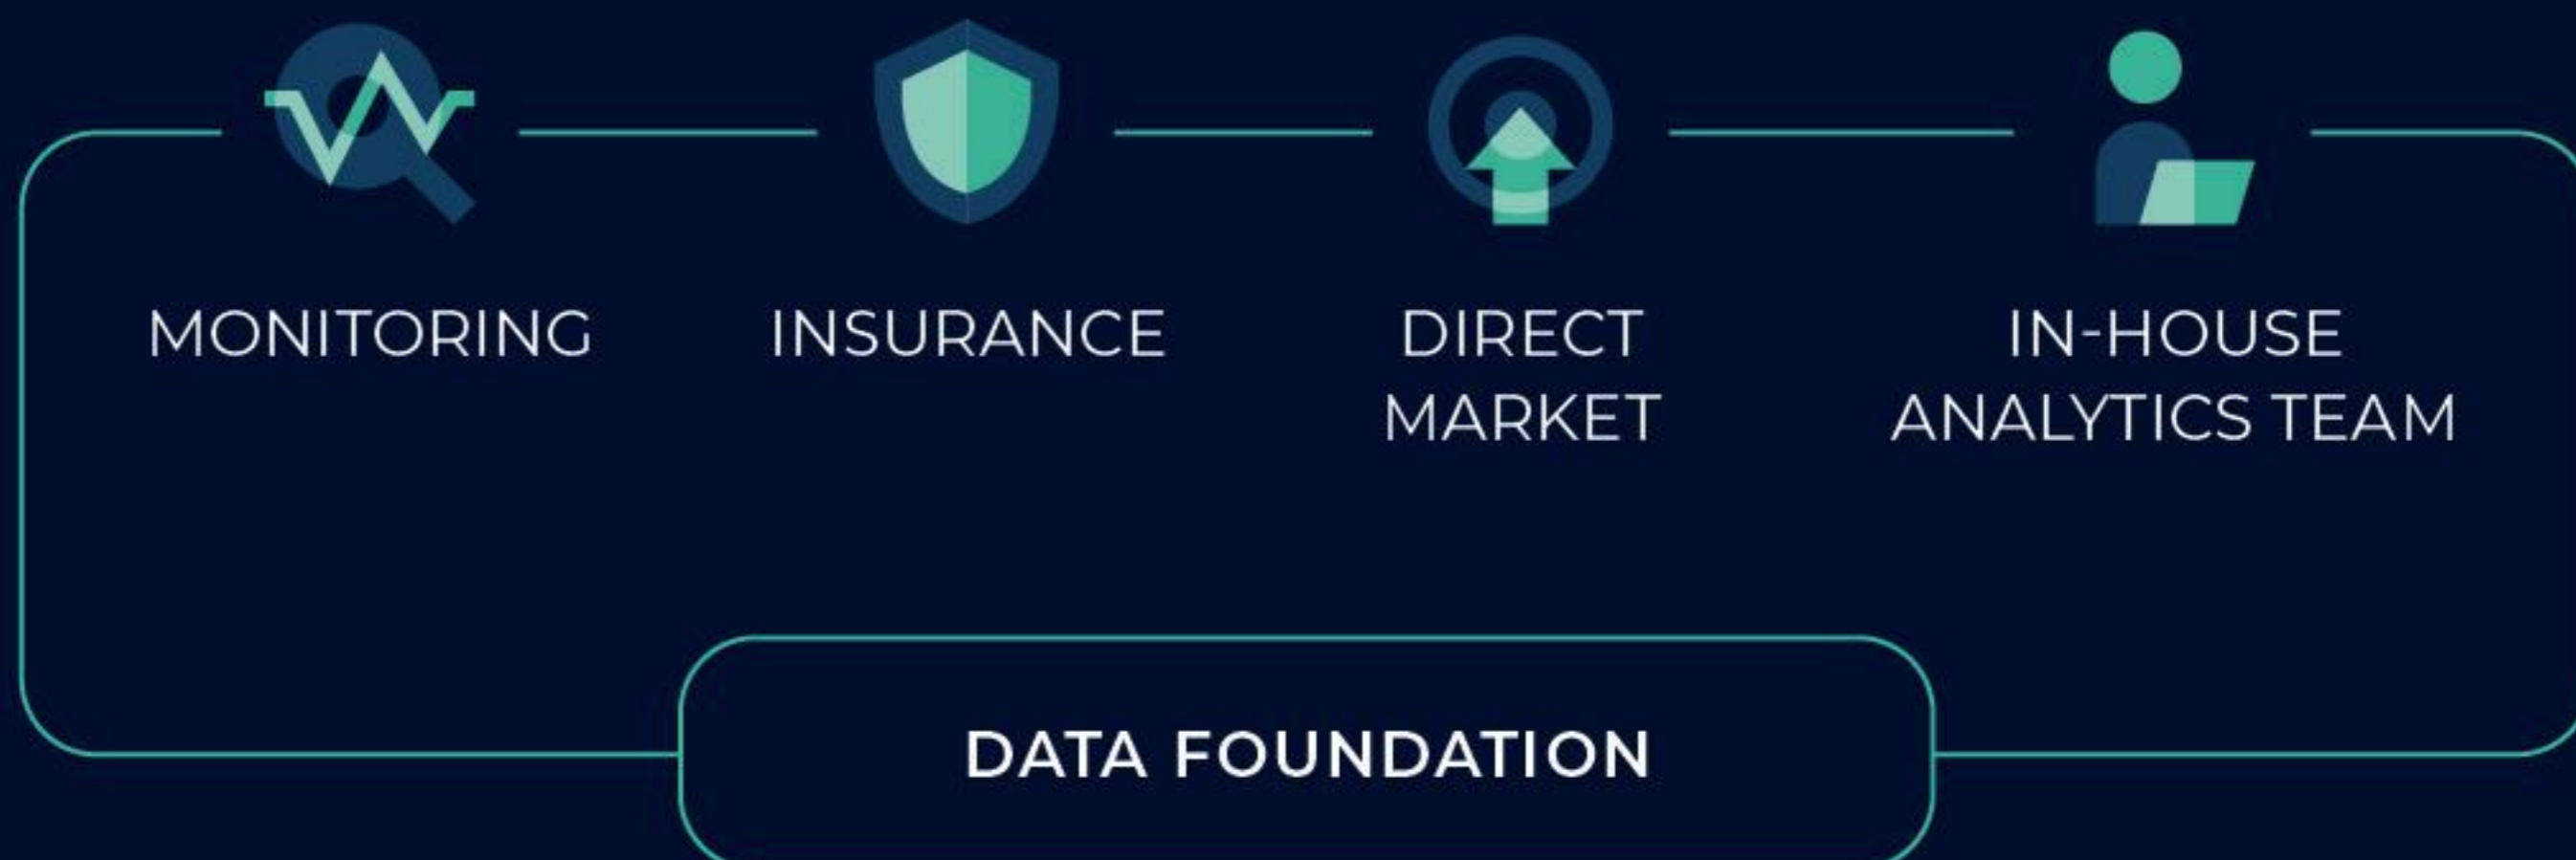 MONITORING
INSURANCE
DIRECT
MARKET
IN-HOUSE
ANALYTICS TEAM
DATA FOUNDATION